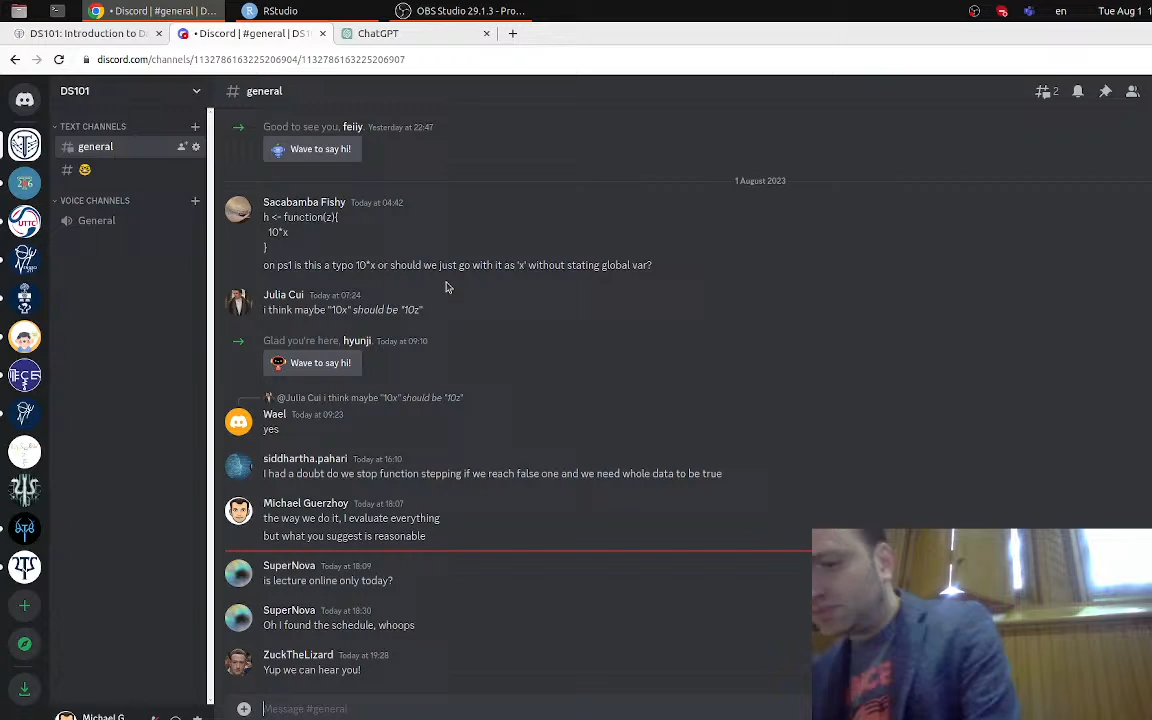 • Discord | #general | D...
RStudio
OBS Studio 29.1.3 - Pro...
en
Tue Aug 1 1
DS101: Introduction to D
• Discord | #general | DS1
ChatGPT
discord.com/channels/1132786163225206904/1132786163225206907
DS101
general
2
TEXT CHANNELS
general
VOICE CHANNELS
General
Good to see you, feiiy. Yesterday at 22:47
Wave to say hi!
1 August 2023
Sacabamba FIshy Today at 04:42
h <- function(z){
10*x
}
on ps1 is this a typo 10*x or should we just go with it as 'x' without stating global var?
Julia Cui Today at 07:24
i think maybe "10x" should be "10z"
Glad you're here, hyunji. Today at 09:10
Wave to say hi!
@Julia Cui i think maybe "10x" should be "10z"
Wael Today at 09:23
yes
siddhartha.pahari Today at 16:10
I had a doubt do we stop function stepping if we reach false one and we need whole data to be true
Michael Guerzhoy Today at 18:07
the way we do it, I evaluate everything
but what you suggest is reasonable
SuperNova Today at 18:09
is lecture online only today?
SuperNova Today at 18:30
Oh I found the schedule, whoops
ZuckTheLizard Today at 19:28
Yup we can hear you!
Message #general
Michael G